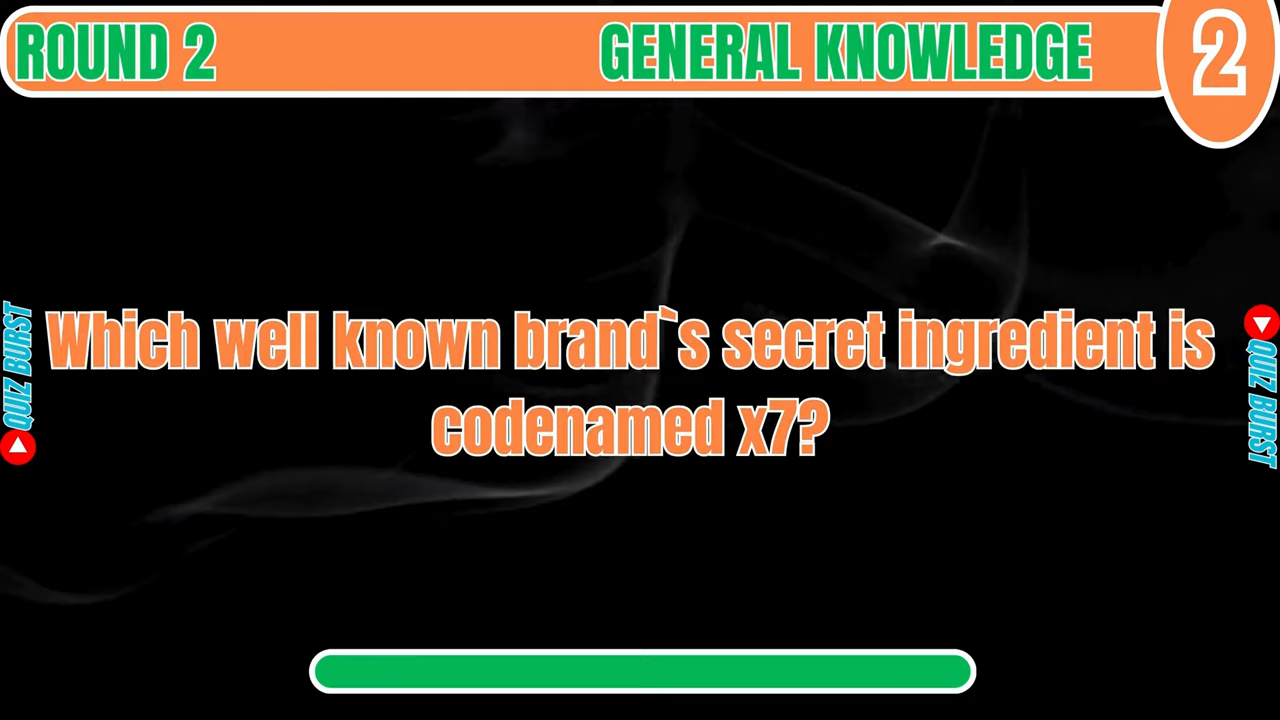 ROUND 2
GENERAL KNOWLEDGE
2
Which well known brand`s secret ingredient is
codenamed x7?
QUIZ BURST
QUIZ BURST